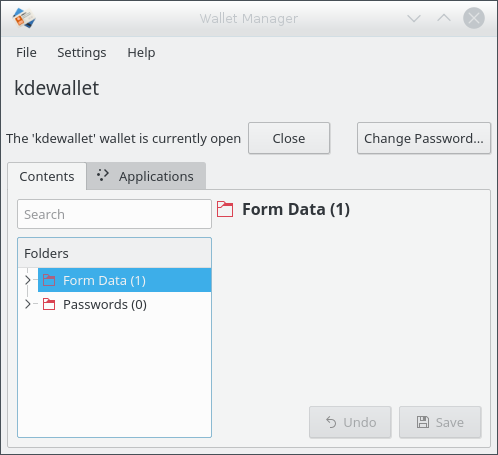 Wallet Manager
File Settings Help
kdewallet
The 'kdewallet' wallet is currently open Close Change Password...
Contents Applications
Search
Form Data (1)
Folders
Form Data (1)
Passwords (0)
Undo Save